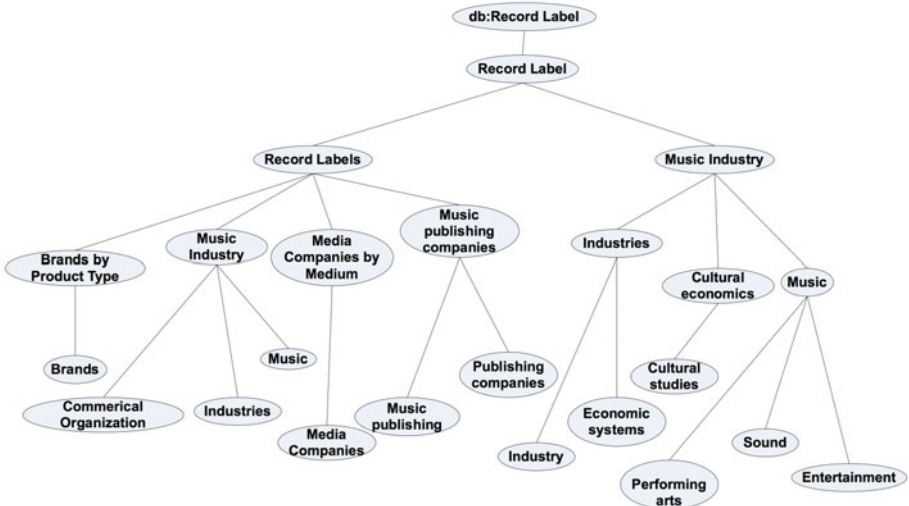 db:Record Label
Record Label
Record Labels
Music Industry
Brands by
Product Type
Music
Industry
Media
Companies by
Medium
Music
publishing
companies
Industries
Cultural
economics
Music
Brands
Commerical
Organization
Industries
Music
Media
Companies
Music
publishing
Publishing
companies
Industry
Economic
systems
Cultural
studies
Performing
arts
Sound
Entertainment